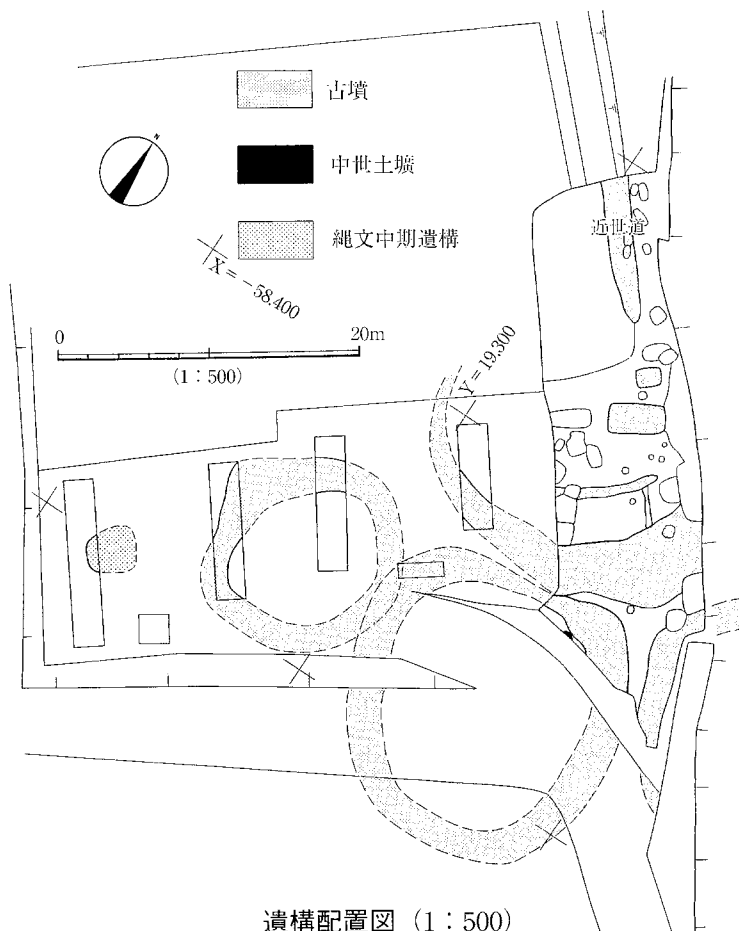 古墳
N
中世土壙
近世道
縄文中期遺構
X = −58.400
0 20m
(1：500)
Y = 19.300
遺構配置図（1：500）